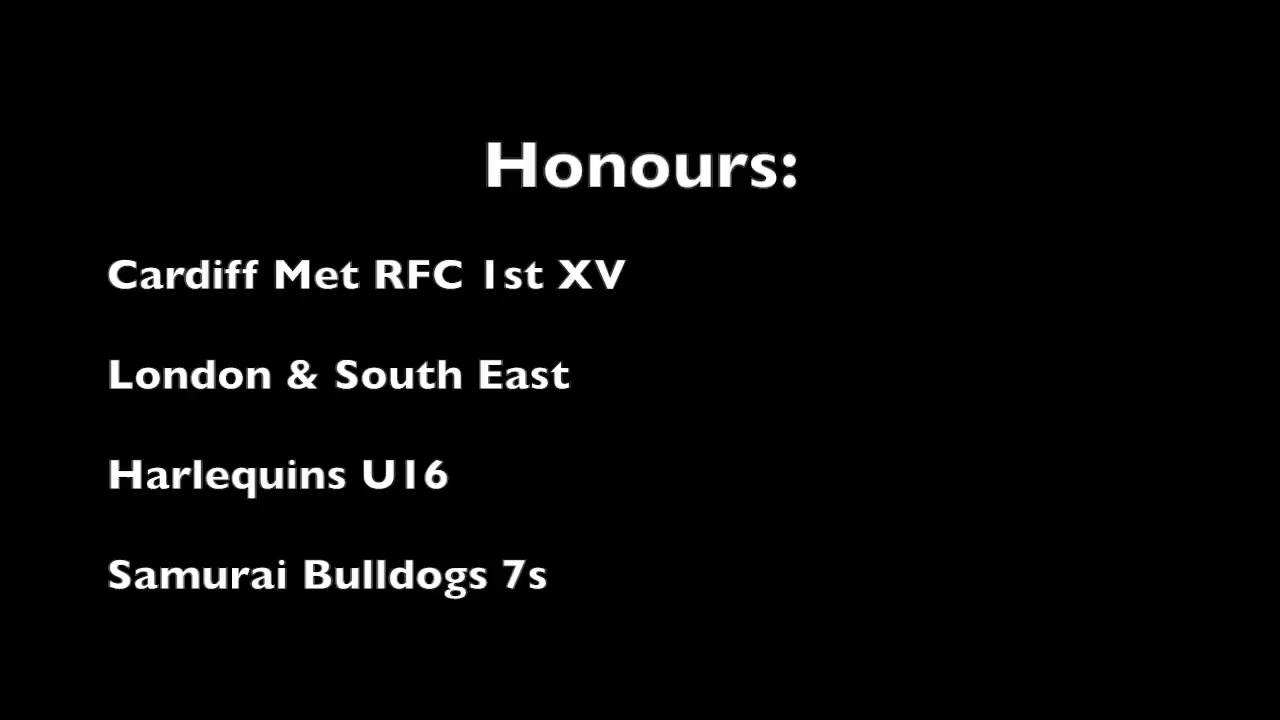 Honours:
Cardiff Met RFC 1st XV
London & South East
Harlequins U16
Samurai Bulldogs 7s